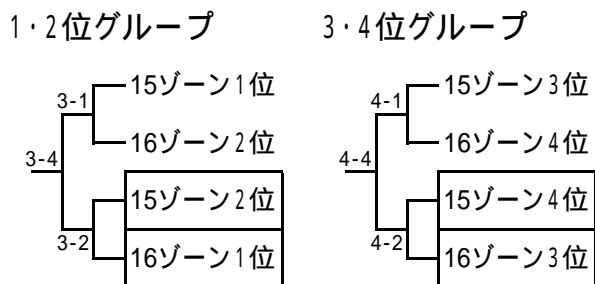 1・2位グループ
3・4位グループ
3-1
15ゾーン1位
16ゾーン2位
3-4
15ゾーン2位
3-2
16ゾーン1位
4-1
15ゾーン3位
16ゾーン4位
4-4
15ゾーン4位
4-2
16ゾーン3位